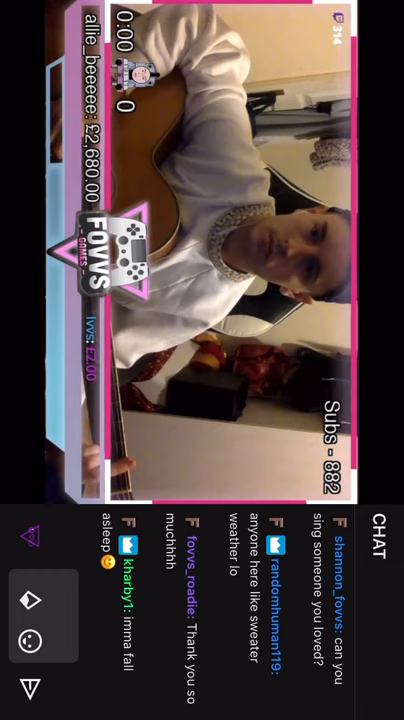 314
Subs - 882
0:00
0
allie_beeeee: £2,680.00
FOVVS
- GAMES -
lvvs: £2.00
CHAT
shannon_fovvs: can you
sing someone you loved?
randomhuman119:
anyone here like sweater
weather lo
fovvs_roadie: Thank you so
muchhhh
kharby1: imma fall
asleep